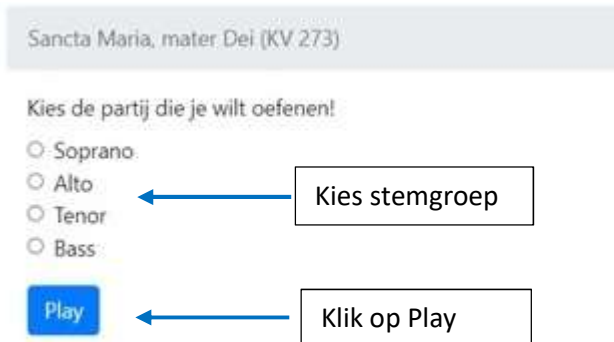 Sancta Maria, mater Dei (KV 273)
Kies de partij die je wilt oefenen!
Soprano
Alto
Kies stemgroep
Tenor
Bass
Play
Klik op Play